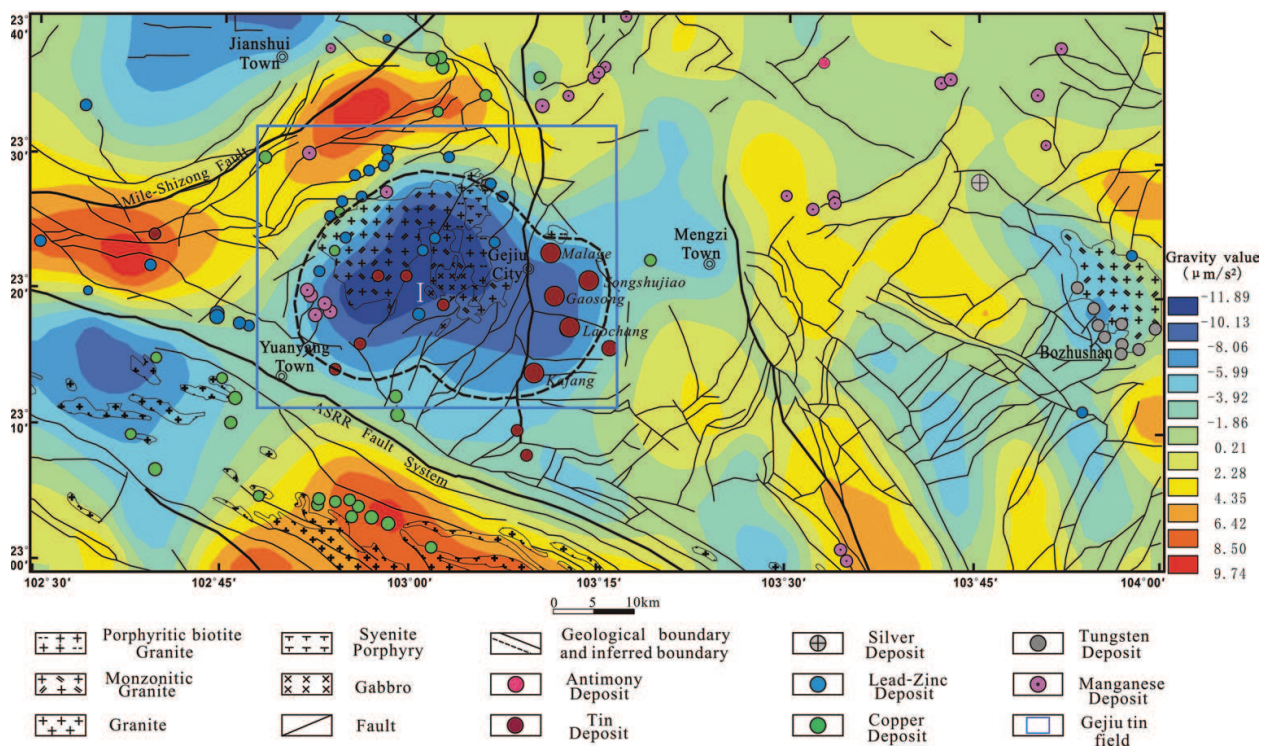 23°
40′
Jianshui
Town
23°
30′
Mile-Shizong Fault
Malage
Mengzi
Town
Gejiu
City
Songshujiao
23°
20′
I
Gaosong
Laochang
Yuanyang
Town
Bozhushan
Kafang
23°
10′
ASRR Fault System
23°
00′
102°30′
102°45′
103°00′
103°15′
103°30′
103°45′
104°00′
Gravity value
(μm/s²)
-11.89
-10.13
-8.06
-5.99
-3.92
-1.86
0.21
2.28
4.35
6.42
8.50
9.74
0 5 10km
Porphyritic biotite
Granite
Syenite
Porphyry
Geological boundary
and inferred boundary
Silver
Deposit
Tungsten
Deposit
Monzonitic
Granite
Gabbro
Antimony
Deposit
Lead-Zinc
Deposit
Manganese
Deposit
Granite
Fault
Tin
Deposit
Copper
Deposit
Gejiu tin
field